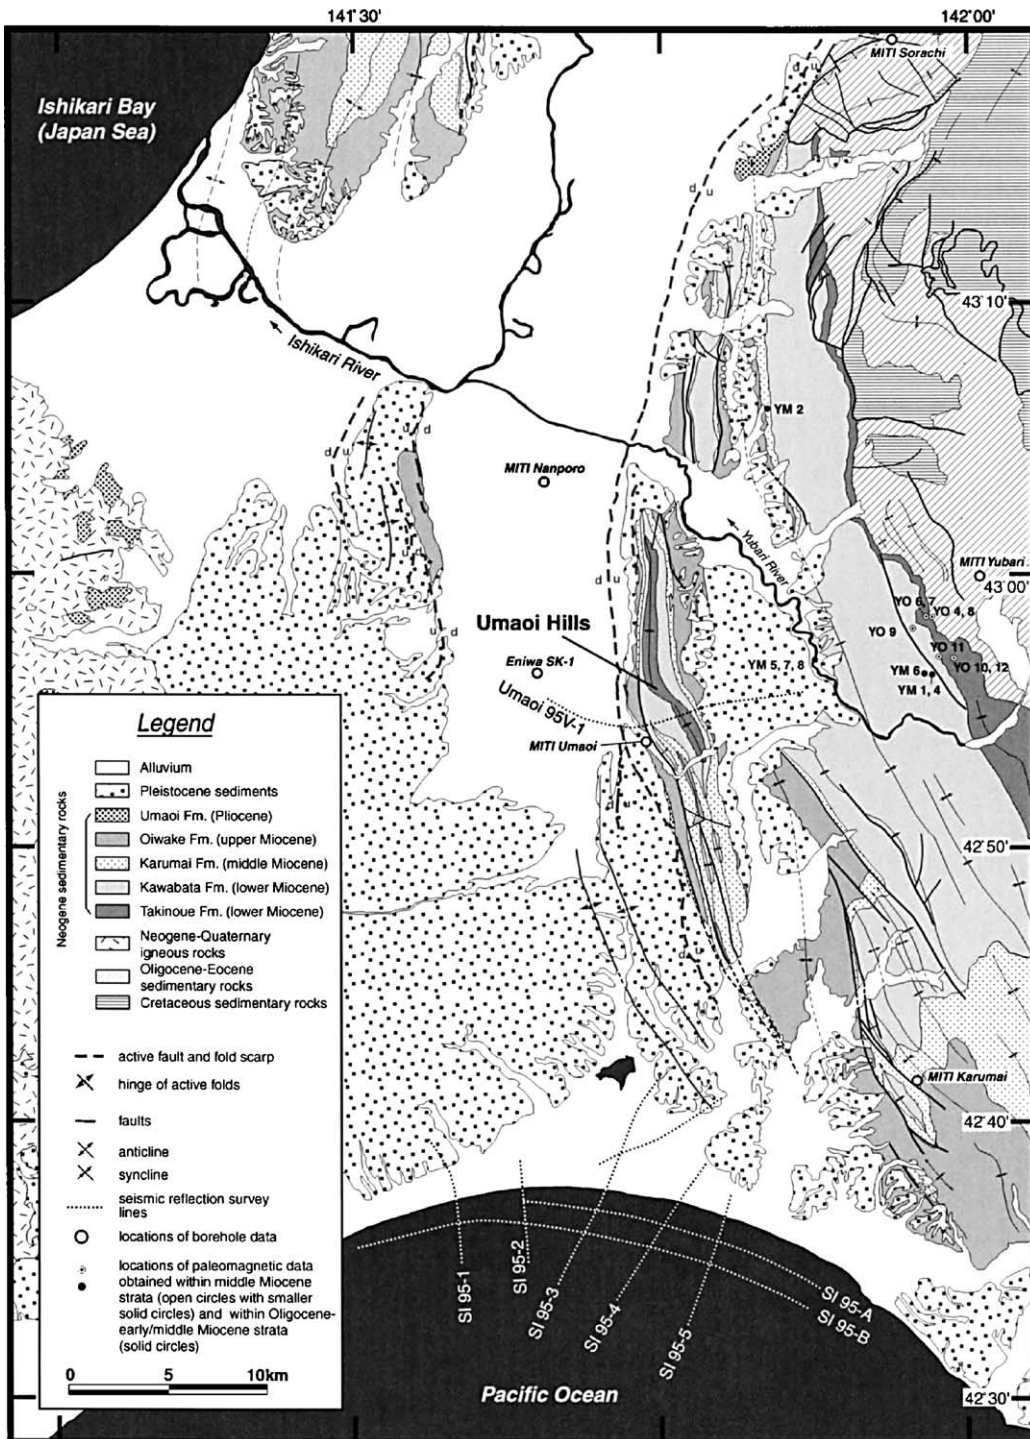 141°30'
142°00'
MITI Sorachi
Ishikari Bay
(Japan Sea)
d
u
d
u
43°10'
Ishikari River
YM 2
d
u
u
d
MITI Nanporo
Yubari River
MITI Yubari
43°00'
d
u
YO 6, 7
YO 4, 8
Umaoi Hills
YO 9
u
d
YO 11
Eniwa SK-1
YM 5, 7, 8
YM 6
YO 10, 12
YM 1, 4
Umaoi 95V-1
MITI Umaoi
d
u
42°50'
d
MITI Karumai
42°40'
SI 95-1
SI 95-2
SI 95-3
SI 95-4
SI 95-5
SI 95-A
SI 95-B
Pacific Ocean
42°30'
Legend
Neogene sedimentary rocks
Alluvium
Pleistocene sediments
Umaoi Fm. (Pliocene)
Oiwake Fm. (upper Miocene)
Karumai Fm. (middle Miocene)
Kawabata Fm. (lower Miocene)
Takinoue Fm. (lower Miocene)
Neogene-Quaternary
igneous rocks
Oligocene-Eocene
sedimentary rocks
Cretaceous sedimentary rocks
active fault and fold scarp
hinge of active folds
faults
anticline
syncline
seismic reflection survey
lines
locations of borehole data
locations of paleomagnetic data
obtained within middle Miocene
strata (open circles with smaller
solid circles) and within Oligocene-
early/middle Miocene strata
(solid circles)
0 5 10km